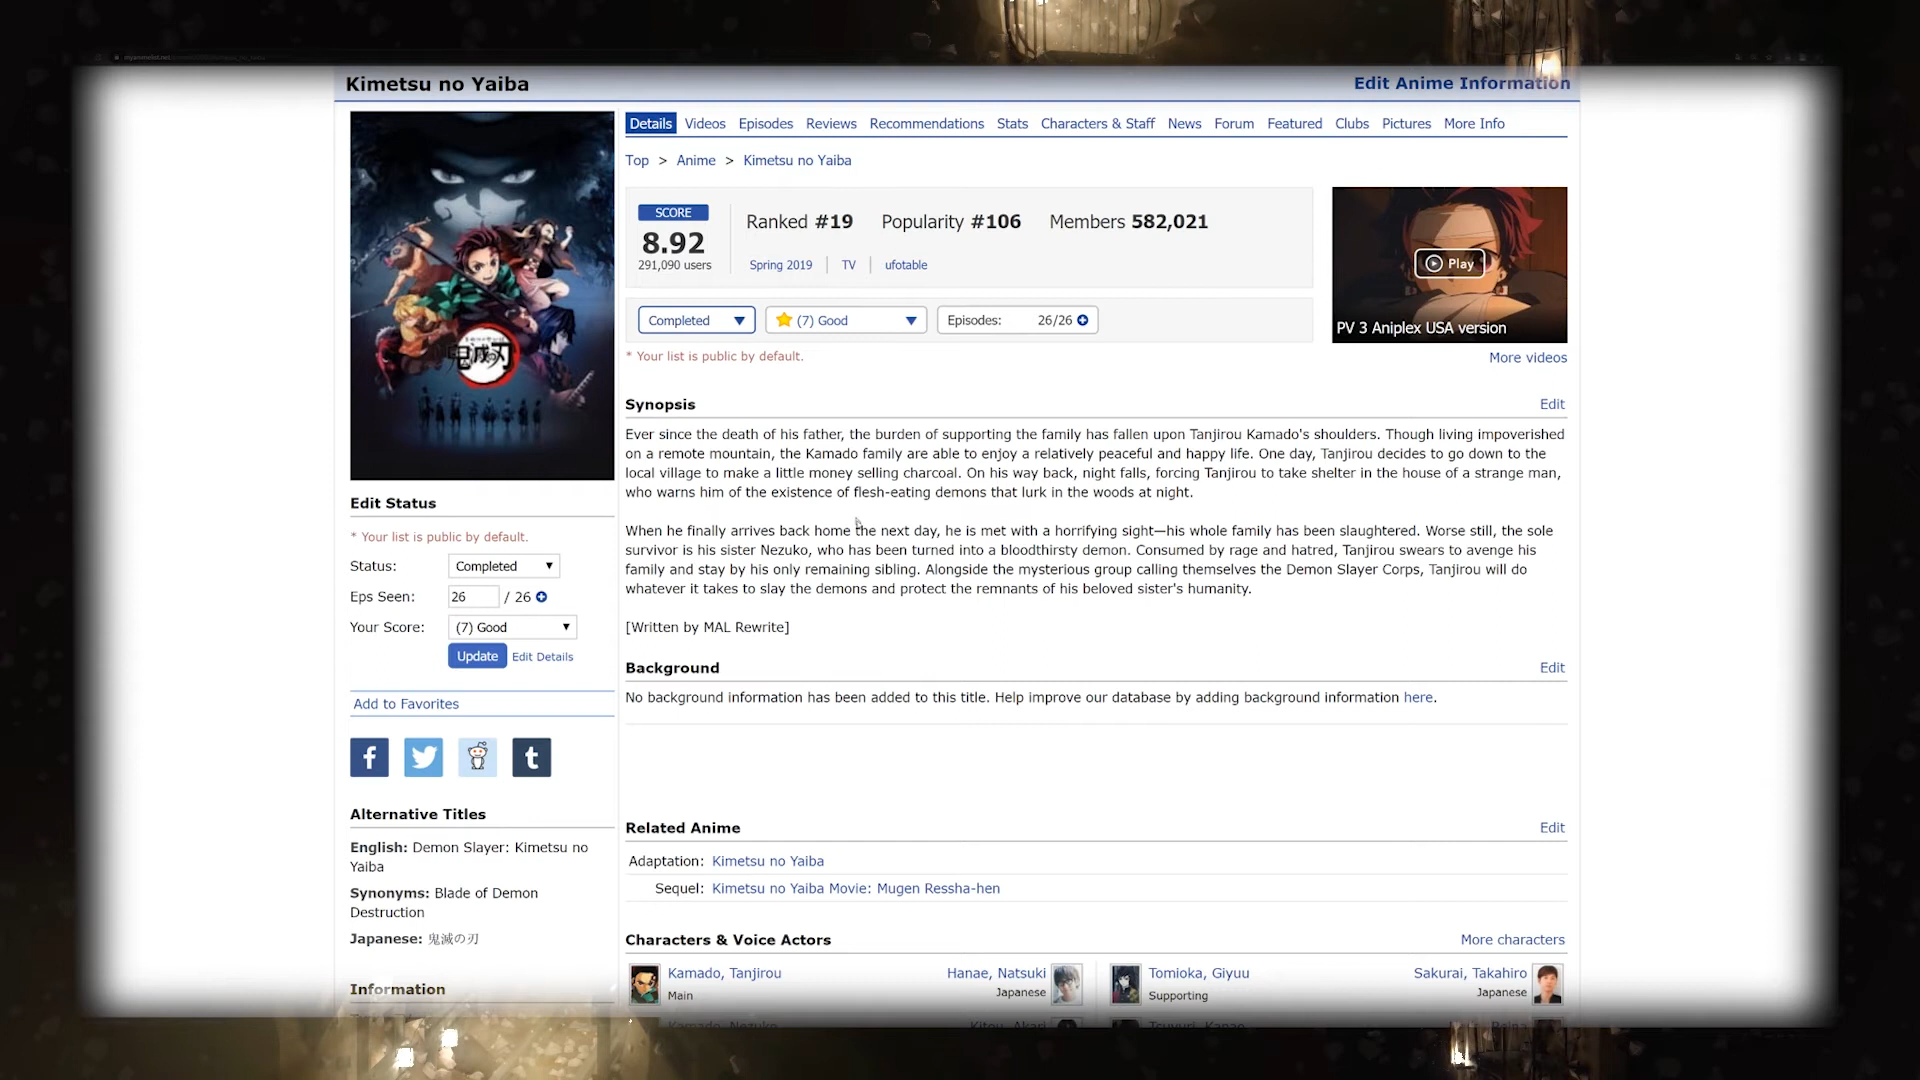 Kimetsu no Yaiba
Edit Anime Information
Details Videos Episodes Reviews Recommendations Stats Characters & Staff News Forum Featured Clubs Pictures More Info
Top > Anime > Kimetsu no Yaiba
SCORE
8.92
291,090 users
Ranked #19 Popularity #106 Members 582,021
Spring 2019 TV ufotable
Play
PV 3 Aniplex USA version
Completed (7) Good Episodes: 26/26
* Your list is public by default.
More videos
鬼滅の刃
Synopsis Edit
Ever since the death of his father, the burden of supporting the family has fallen upon Tanjirou Kamado's shoulders. Though living impoverished
on a remote mountain, the Kamado family are able to enjoy a relatively peaceful and happy life. One day, Tanjirou decides to go down to the
local village to make a little money selling charcoal. On his way back, night falls, forcing Tanjirou to take shelter in the house of a strange man,
who warns him of the existence of flesh-eating demons that lurk in the woods at night.
When he finally arrives back home the next day, he is met with a horrifying sight—his whole family has been slaughtered. Worse still, the sole
survivor is his sister Nezuko, who has been turned into a bloodthirsty demon. Consumed by rage and hatred, Tanjirou swears to avenge his
family and stay by his only remaining sibling. Alongside the mysterious group calling themselves the Demon Slayer Corps, Tanjirou will do
whatever it takes to slay the demons and protect the remnants of his beloved sister's humanity.
[Written by MAL Rewrite]
Edit Status
* Your list is public by default.
Status: Completed
Eps Seen: 26 / 26
Your Score: (7) Good
Update Edit Details
Add to Favorites
Background Edit
No background information has been added to this title. Help improve our database by adding background information here.
Alternative Titles
English: Demon Slayer: Kimetsu no
Yaiba
Synonyms: Blade of Demon
Destruction
Japanese: 鬼滅の刃
Information
Related Anime Edit
Adaptation: Kimetsu no Yaiba
Sequel: Kimetsu no Yaiba Movie: Mugen Ressha-hen
Characters & Voice Actors More characters
Kamado, Tanjirou Hanae, Natsuki Tomioka, Giyuu Sakurai, Takahiro
Main Japanese Supporting Japanese